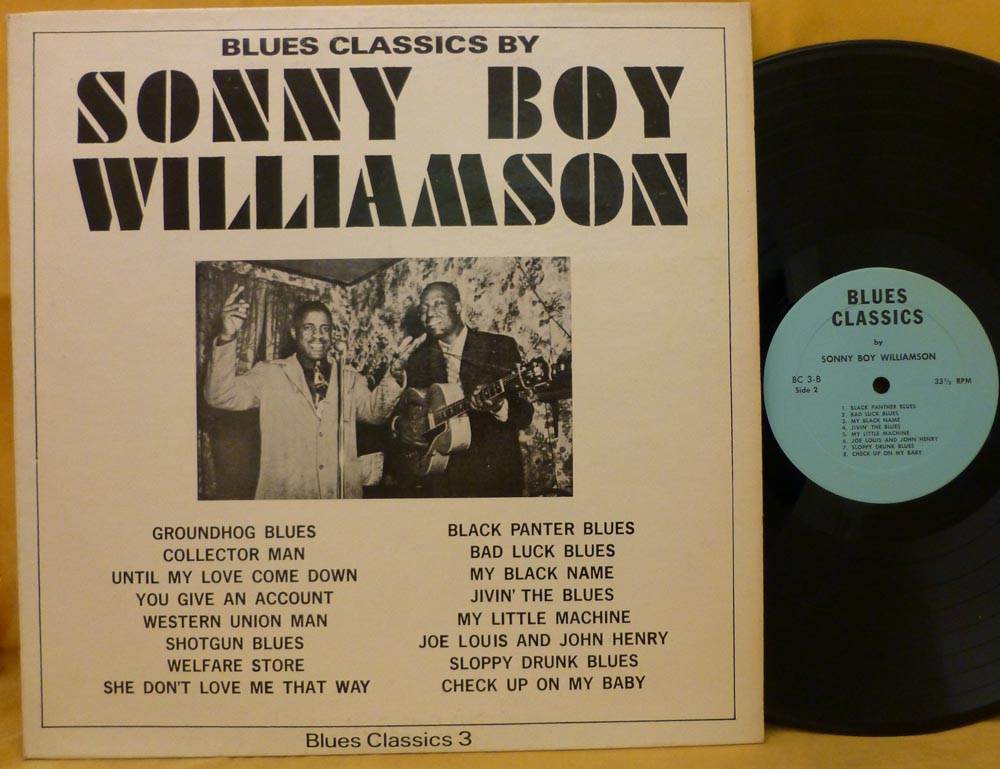 BLUES CLASSICS BY
SONNY BOY
WILLIAMSON
GROUNDHOG BLUES
COLLECTOR MAN
UNTIL MY LOVE COME DOWN
YOU GIVE AN ACCOUNT
WESTERN UNION MAN
SHOTGUN BLUES
WELFARE STORE
SHE DON'T LOVE ME THAT WAY
BLACK PANTER BLUES
BAD LUCK BLUES
MY BLACK NAME
JIVIN' THE BLUES
MY LITTLE MACHINE
JOE LOUIS AND JOHN HENRY
SLOPPY DRUNK BLUES
CHECK UP ON MY BABY
Blues Classics 3
BLUES
CLASSICS
by
SONNY BOY WILLIAMSON
BC 3-B
Side 2
33⅓ RPM
1. BLACK PANTHER BLUES
2. BAD LUCK BLUES
3. MY BLACK NAME
4. JIVIN' THE BLUES
5. MY LITTLE MACHINE
6. JOE LOUIS AND JOHN HENRY
7. SLOPPY DRUNK BLUES
8. CHECK UP ON MY BABY